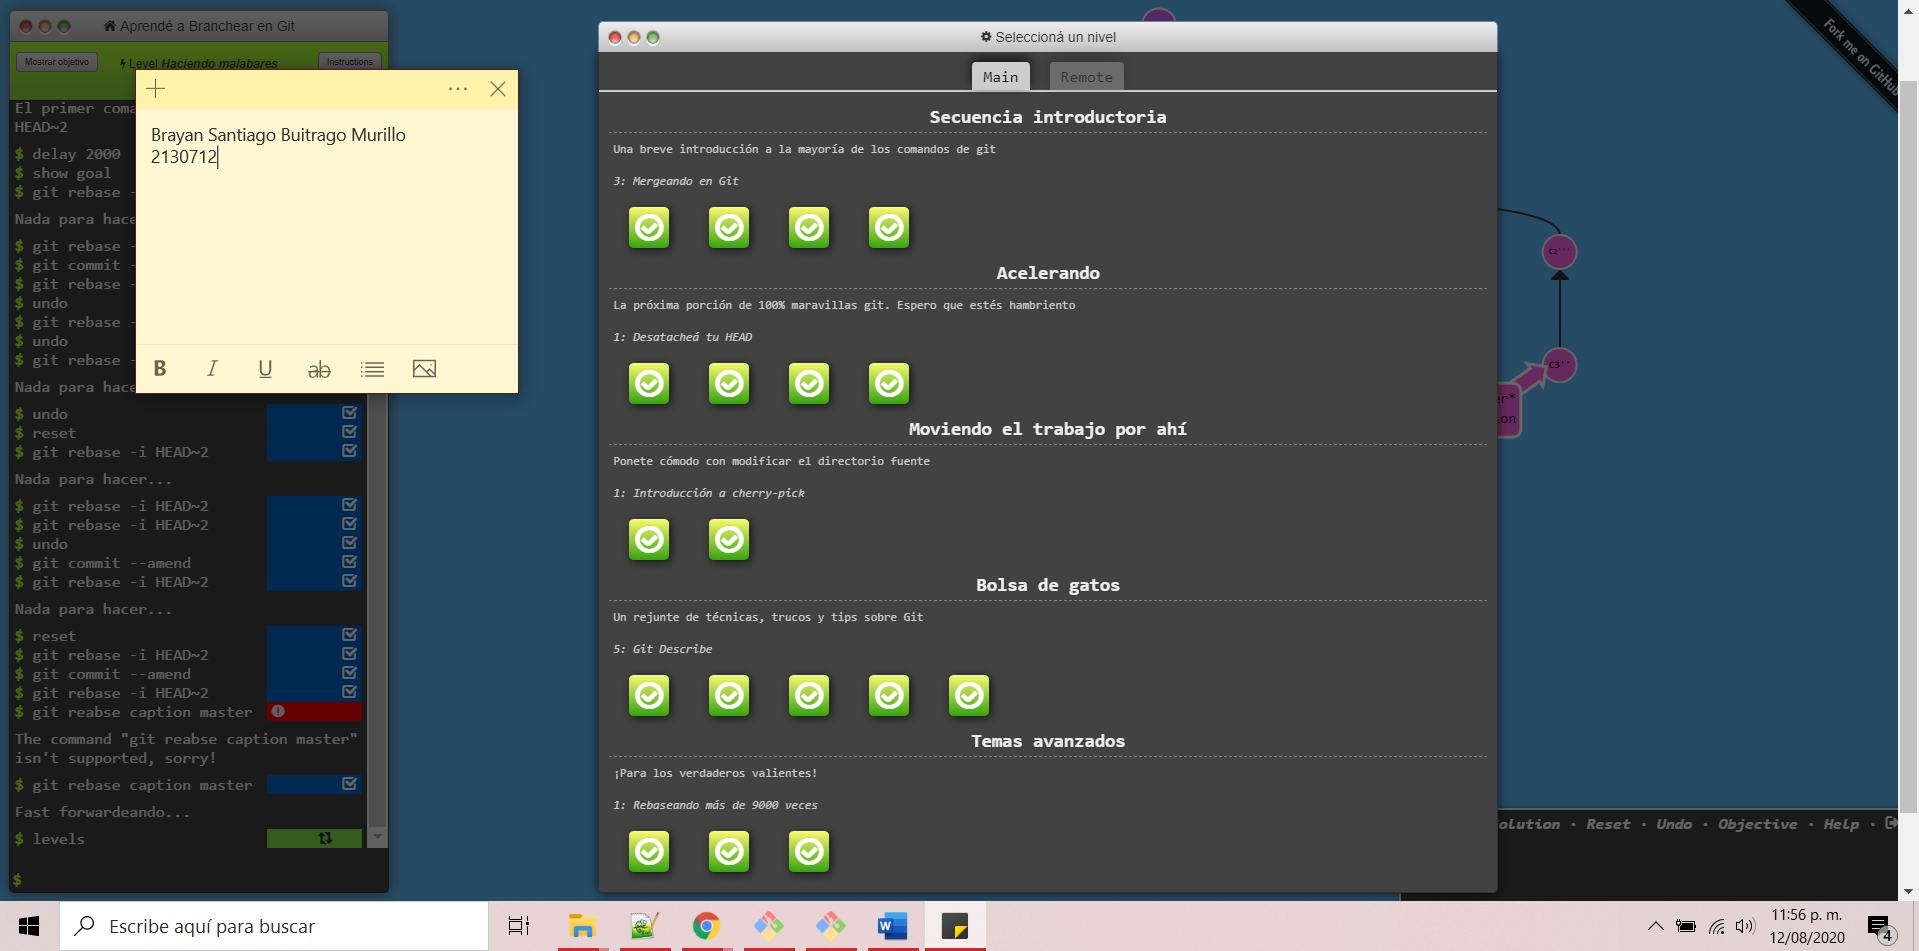 Aprendé a Branchear en Git
Mostrar objetivo
Level Haciendo malabares
Instructions
El primer coma
HEAD~2
$ delay 2000
$ show goal
$ git rebase -
Nada para hace
$ git rebase -
$ git commit -
$ git rebase -
$ undo
$ git rebase -
$ undo
$ git rebase -
Nada para hace
$ undo
$ reset
$ git rebase -i HEAD~2
Nada para hacer...
$ git rebase -i HEAD~2
$ git rebase -i HEAD~2
$ undo
$ git commit --amend
$ git rebase -i HEAD~2
Nada para hacer...
$ reset
$ git rebase -i HEAD~2
$ git commit --amend
$ git rebase -i HEAD~2
$ git reabse caption master
The command "git reabse caption master"
isn't supported, sorry!
$ git rebase caption master
Fast forwardeando...
$ levels
$
Brayan Santiago Buitrago Murillo
2130712
B I U ab
Seleccioná un nivel
Main
Remote
Secuencia introductoria
Una breve introducción a la mayoría de los comandos de git
3: Mergeando en Git
Acelerando
La próxima porción de 100% maravillas git. Espero que estés hambriento
1: Desatacheá tu HEAD
Moviendo el trabajo por ahí
Ponete cómodo con modificar el directorio fuente
1: Introducción a cherry-pick
Bolsa de gatos
Un rejunte de técnicas, trucos y tips sobre Git
5: Git Describe
Temas avanzados
¡Para los verdaderos valientes!
1: Rebaseando más de 9000 veces
Fork me on GitHub
C2'''
C3''
er*
ion
olution · Reset · Undo · Objective · Help ·
Escribe aquí para buscar
W
11:56 p. m.
12/08/2020
4